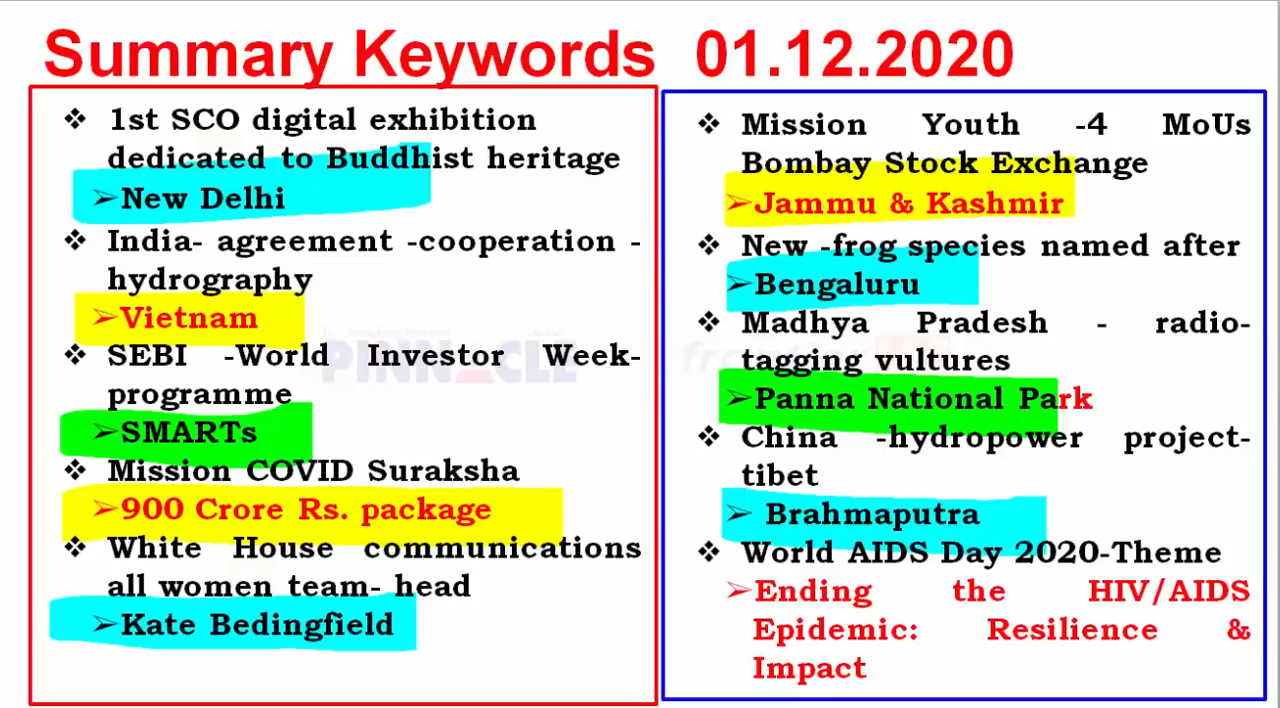 Summary Keywords 01.12.2020
❖ 1st SCO digital exhibition
dedicated to Buddhist heritage
➢New Delhi
❖ India- agreement -cooperation -
hydrography
➢Vietnam
❖ SEBI -World Investor Week-
programme
➢SMARTs
❖ Mission COVID Suraksha
➢900 Crore Rs. package
❖ White House communications
all women team- head
➢Kate Bedingfield
❖ Mission Youth -4 MoUs
Bombay Stock Exchange
➢Jammu & Kashmir
❖ New -frog species named after
➢Bengaluru
❖ Madhya Pradesh - radio-
tagging vultures
➢Panna National Park
❖ China -hydropower project-
tibet
➢ Brahmaputra
❖ World AIDS Day 2020-Theme
➢Ending the HIV/AIDS
Epidemic: Resilience &
Impact
PINNACLE